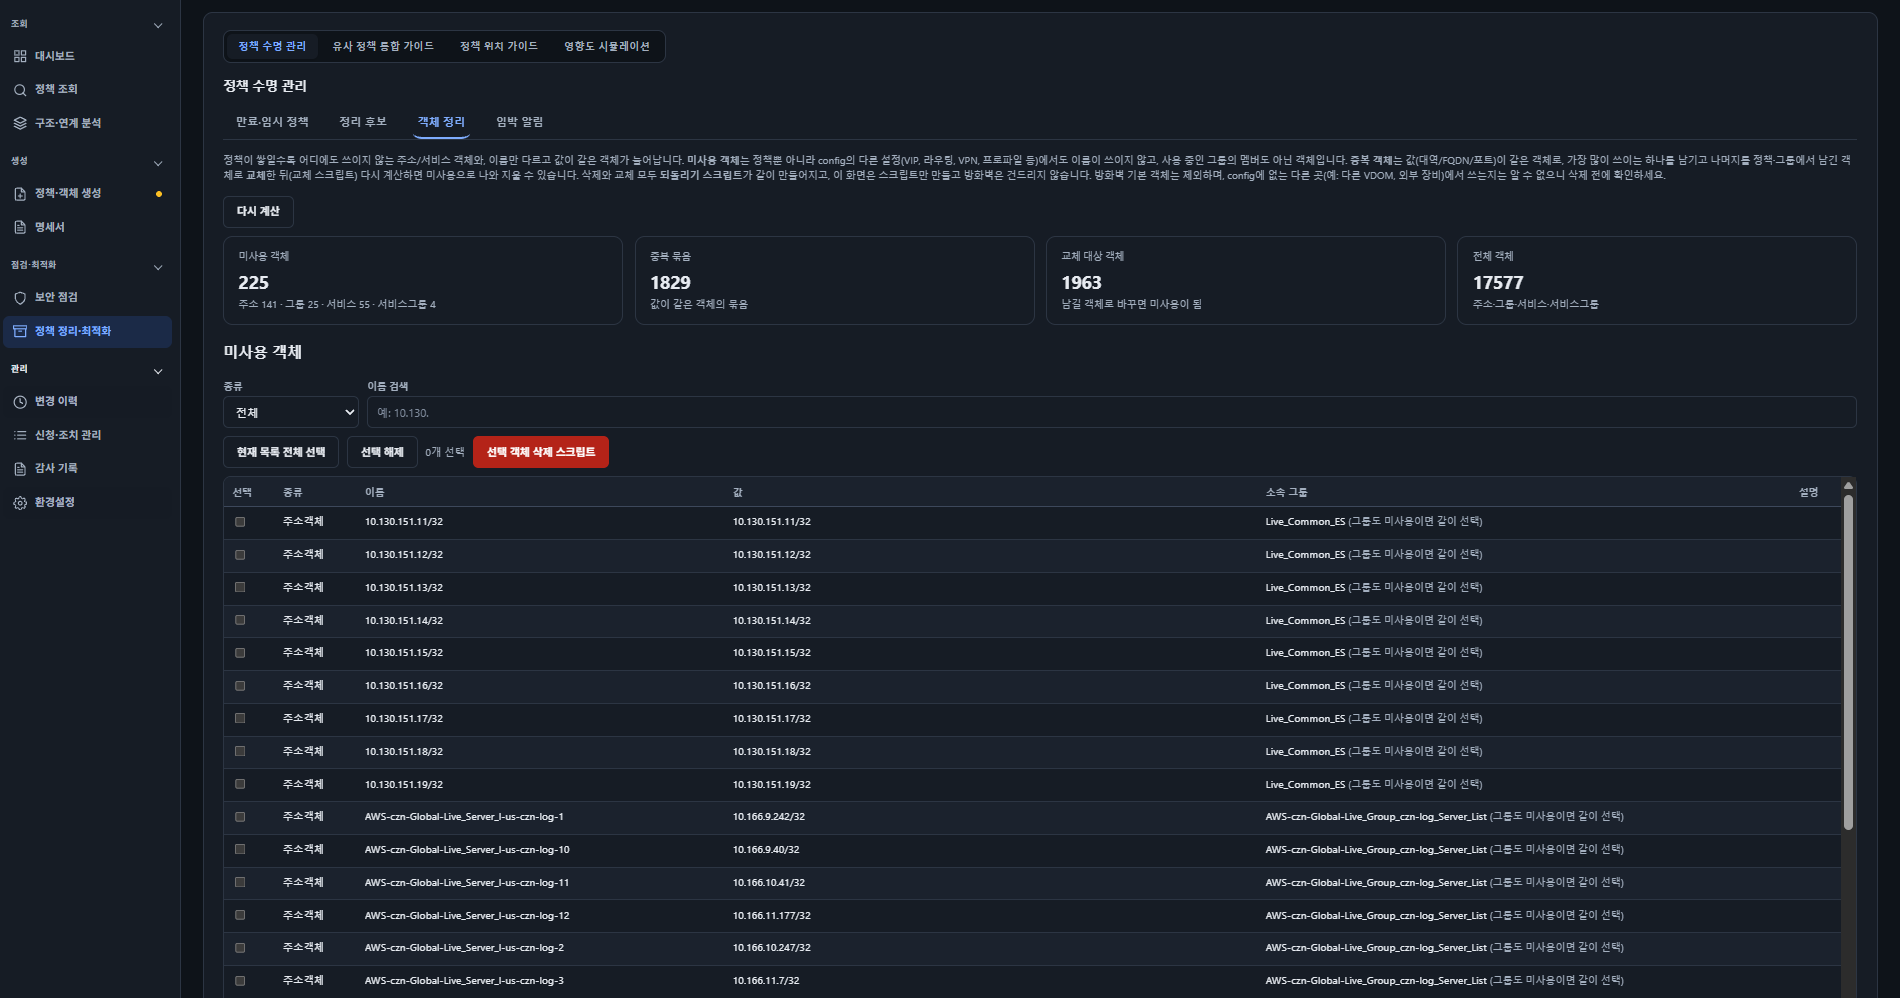 조회
대시보드
정책 조회
구조·연계 분석
생성
정책·객체 생성
명세서
점검·최적화
보안 점검
정책 정리·최적화
관리
변경 이력
신청·조치 관리
감사 기록
환경설정
정책 수명 관리 유사 정책 통합 가이드 정책 위치 가이드 영향도 시뮬레이션
정책 수명 관리
만료·임시 정책 정리 후보 객체 정리 임박 알림
정책이 쌓일수록 어디에도 쓰이지 않는 주소/서비스 객체와, 이름만 다르고 값이 같은 객체가 늘어납니다. 미사용 객체는 정책뿐 아니라 config의 다른 설정(VIP, 라우팅, VPN, 프로파일 등)에서도 이름이 쓰이지 않고, 사용 중인 그룹의 멤버도 아닌 객체입니다. 중복 객체는 값(대역/FQDN/포트)이 같은 객체로, 가장 많이 쓰이는 하나를 남기고 나머지를 정책·그룹에서 남긴 객
체로 교체한 뒤(교체 스크립트) 다시 계산하면 미사용으로 나와 지울 수 있습니다. 삭제와 교체 모두 되돌리기 스크립트가 같이 만들어지고, 이 화면은 스크립트만 만들고 방화벽은 건드리지 않습니다. 방화벽 기본 객체는 제외하며, config에 없는 다른 곳(예: 다른 VDOM, 외부 장비)에서 쓰는지는 알 수 없으니 삭제 전에 확인하세요.
다시 계산
미사용 객체
225
주소 141 · 그룹 25 · 서비스 55 · 서비스그룹 4
중복 묶음
1829
값이 같은 객체의 묶음
교체 대상 객체
1963
남길 객체로 바꾸면 미사용이 됨
전체 객체
17577
주소·그룹·서비스·서비스그룹
미사용 객체
종류 이름 검색
전체 예: 10.130.
현재 목록 전체 선택 선택 해제 0개 선택 선택 객체 삭제 스크립트
선택 종류 이름 값 소속 그룹 설명
주소객체 10.130.151.11/32 10.130.151.11/32 Live_Common_ES (그룹도 미사용이면 같이 선택)
주소객체 10.130.151.12/32 10.130.151.12/32 Live_Common_ES (그룹도 미사용이면 같이 선택)
주소객체 10.130.151.13/32 10.130.151.13/32 Live_Common_ES (그룹도 미사용이면 같이 선택)
주소객체 10.130.151.14/32 10.130.151.14/32 Live_Common_ES (그룹도 미사용이면 같이 선택)
주소객체 10.130.151.15/32 10.130.151.15/32 Live_Common_ES (그룹도 미사용이면 같이 선택)
주소객체 10.130.151.16/32 10.130.151.16/32 Live_Common_ES (그룹도 미사용이면 같이 선택)
주소객체 10.130.151.17/32 10.130.151.17/32 Live_Common_ES (그룹도 미사용이면 같이 선택)
주소객체 10.130.151.18/32 10.130.151.18/32 Live_Common_ES (그룹도 미사용이면 같이 선택)
주소객체 10.130.151.19/32 10.130.151.19/32 Live_Common_ES (그룹도 미사용이면 같이 선택)
주소객체 AWS-czn-Global-Live_Server_l-us-czn-log-1 10.166.9.242/32 AWS-czn-Global-Live_Group_czn-log_Server_List (그룹도 미사용이면 같이 선택)
주소객체 AWS-czn-Global-Live_Server_l-us-czn-log-10 10.166.9.40/32 AWS-czn-Global-Live_Group_czn-log_Server_List (그룹도 미사용이면 같이 선택)
주소객체 AWS-czn-Global-Live_Server_l-us-czn-log-11 10.166.10.41/32 AWS-czn-Global-Live_Group_czn-log_Server_List (그룹도 미사용이면 같이 선택)
주소객체 AWS-czn-Global-Live_Server_l-us-czn-log-12 10.166.11.177/32 AWS-czn-Global-Live_Group_czn-log_Server_List (그룹도 미사용이면 같이 선택)
주소객체 AWS-czn-Global-Live_Server_l-us-czn-log-2 10.166.10.247/32 AWS-czn-Global-Live_Group_czn-log_Server_List (그룹도 미사용이면 같이 선택)
주소객체 AWS-czn-Global-Live_Server_l-us-czn-log-3 10.166.11.7/32 AWS-czn-Global-Live_Group_czn-log_Server_List (그룹도 미사용이면 같이 선택)